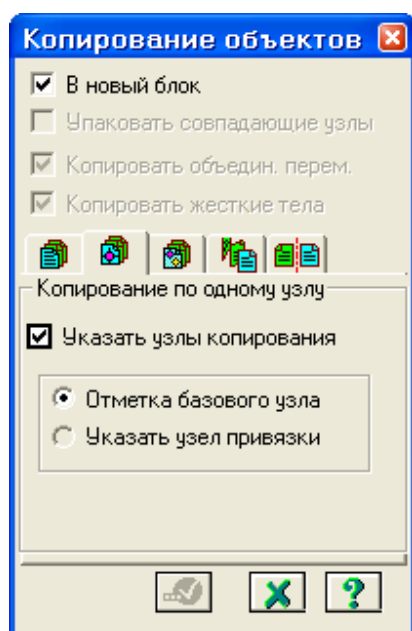 Копирование объектов
В новый блок
Упаковать совпадающие узлы
Копировать объедин. перем.
Копировать жесткие тела
Копирование по одному узлу
Указать узлы копирования
Отметка базового узла
Указать узел привязки